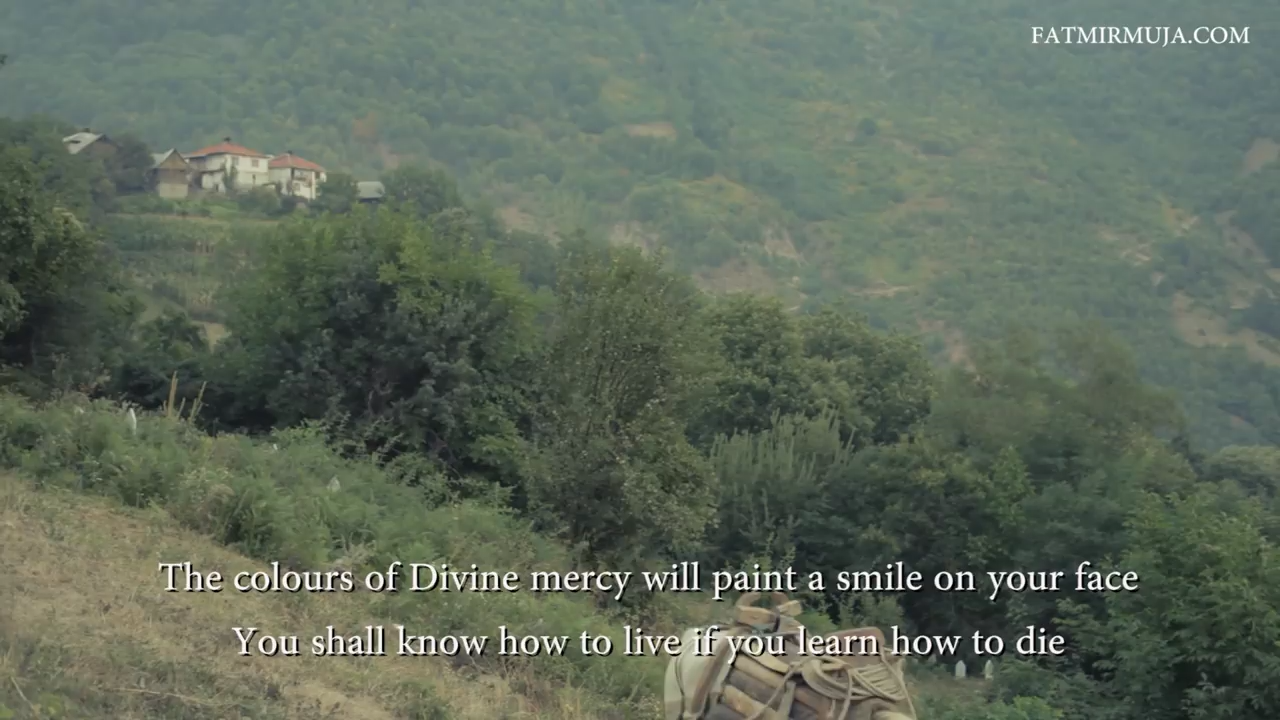 FATMIRMUJA.COM
The colours of Divine mercy will paint a smile on your face
You shall know how to live if you learn how to die